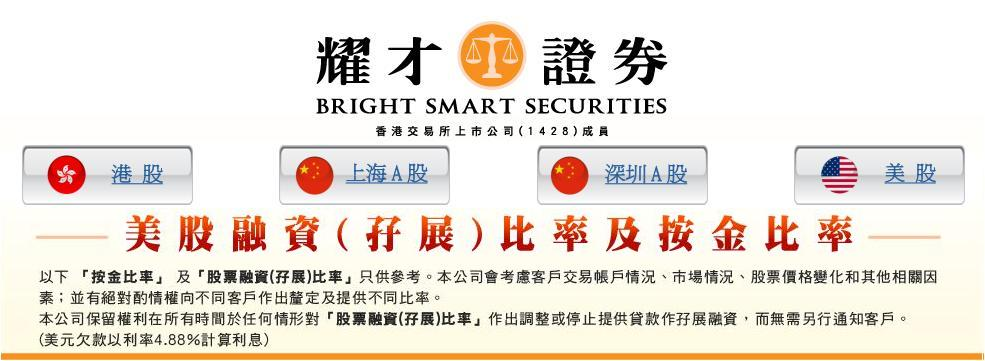 耀才 證券
BRIGHT SMART SECURITIES
香港交易所上市公司(1428)成員
港 股 上海A股 深圳A股 美 股
美股融資(孖展)比率及按金比率
以下 「按金比率」 及「股票融資(孖展)比率」只供參考。本公司會考慮客戶交易帳戶情況、市場情況、股票價格變化和其他相關因
素；並有絕對酌情權向不同客戶作出釐定及提供不同比率。
本公司保留權利在所有時間於任何情形對「股票融資(孖展)比率」作出調整或停止提供貸款作孖展融資，而無需另行通知客戶。
(美元欠款以利率4.88%計算利息)